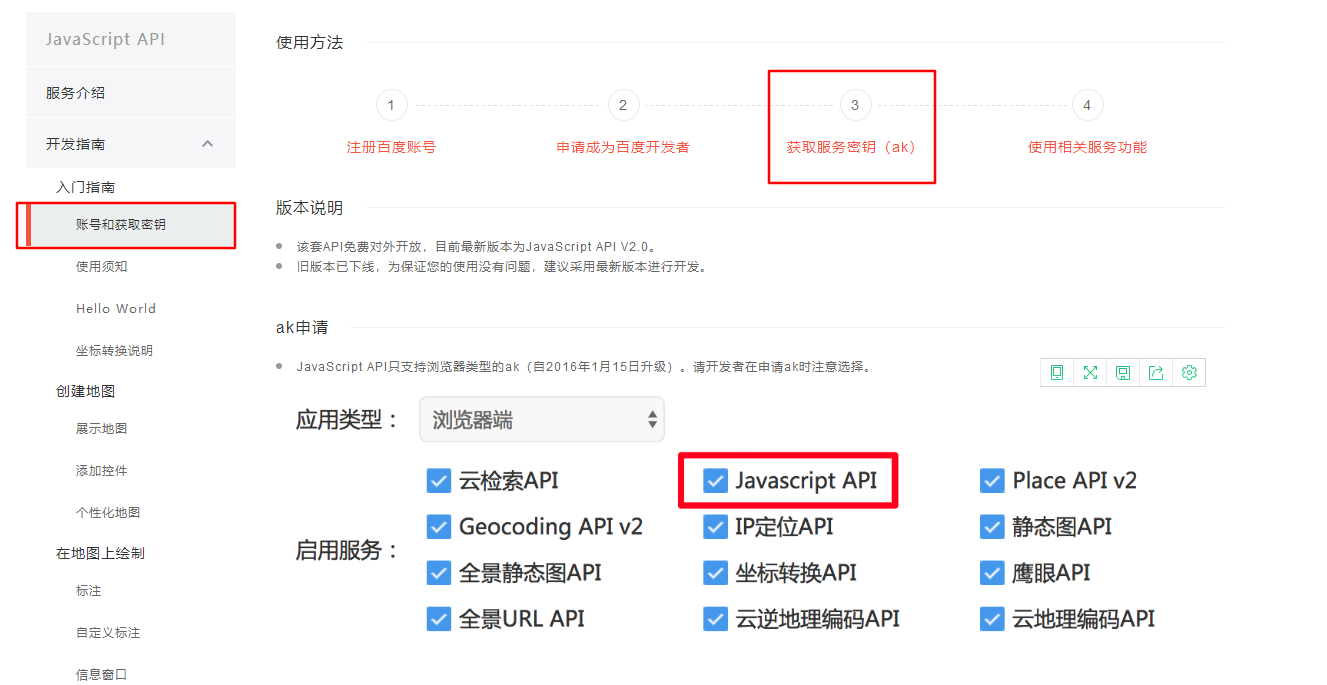 JavaScript API
服务介绍
开发指南
入门指南
账号和获取密钥
使用须知
Hello World
坐标转换说明
创建地图
展示地图
添加控件
个性化地图
在地图上绘制
标注
自定义标注
信息窗口
使用方法
1
2
3
4
注册百度账号
申请成为百度开发者
获取服务密钥（ak）
使用相关服务功能
版本说明
该套API免费对外开放，目前最新版本为JavaScript API V2.0。
旧版本已下线，为保证您的使用没有问题，建议采用最新版本进行开发。
ak申请
JavaScript API只支持浏览器类型的ak（自2016年1月15日升级）。请开发者在申请ak时注意选择。
应用类型： 浏览器端
启用服务：
云检索API Javascript API Place API v2
Geocoding API v2 IP定位API 静态图API
全景静态图API 坐标转换API 鹰眼API
全景URL API 云逆地理编码API 云地理编码API